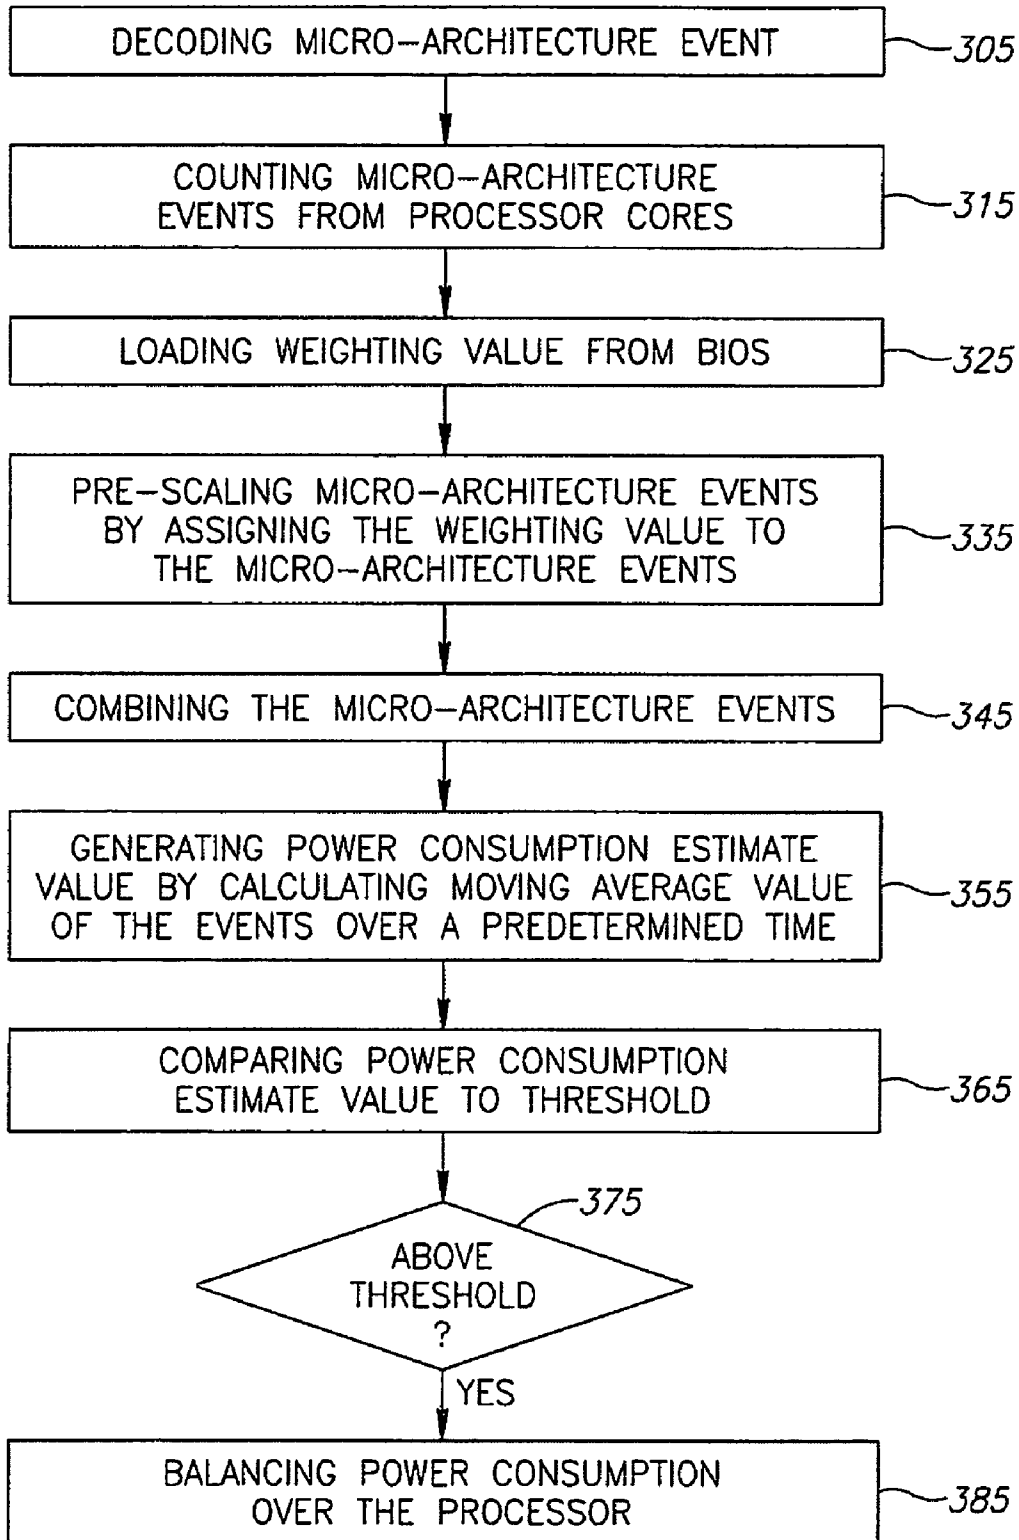 DECODING MICRO-ARCHITECTURE EVENT
305
COUNTING MICRO-ARCHITECTURE
EVENTS FROM PROCESSOR CORES
315
LOADING WEIGHTING VALUE FROM BIOS
325
PRE-SCALING MICRO-ARCHITECTURE EVENTS
BY ASSIGNING THE WEIGHTING VALUE TO
THE MICRO-ARCHITECTURE EVENTS
335
COMBINING THE MICRO-ARCHITECTURE EVENTS
345
GENERATING POWER CONSUMPTION ESTIMATE
VALUE BY CALCULATING MOVING AVERAGE VALUE
OF THE EVENTS OVER A PREDETERMINED TIME
355
COMPARING POWER CONSUMPTION
ESTIMATE VALUE TO THRESHOLD
365
375
ABOVE
THRESHOLD
?
YES
BALANCING POWER CONSUMPTION
OVER THE PROCESSOR
385